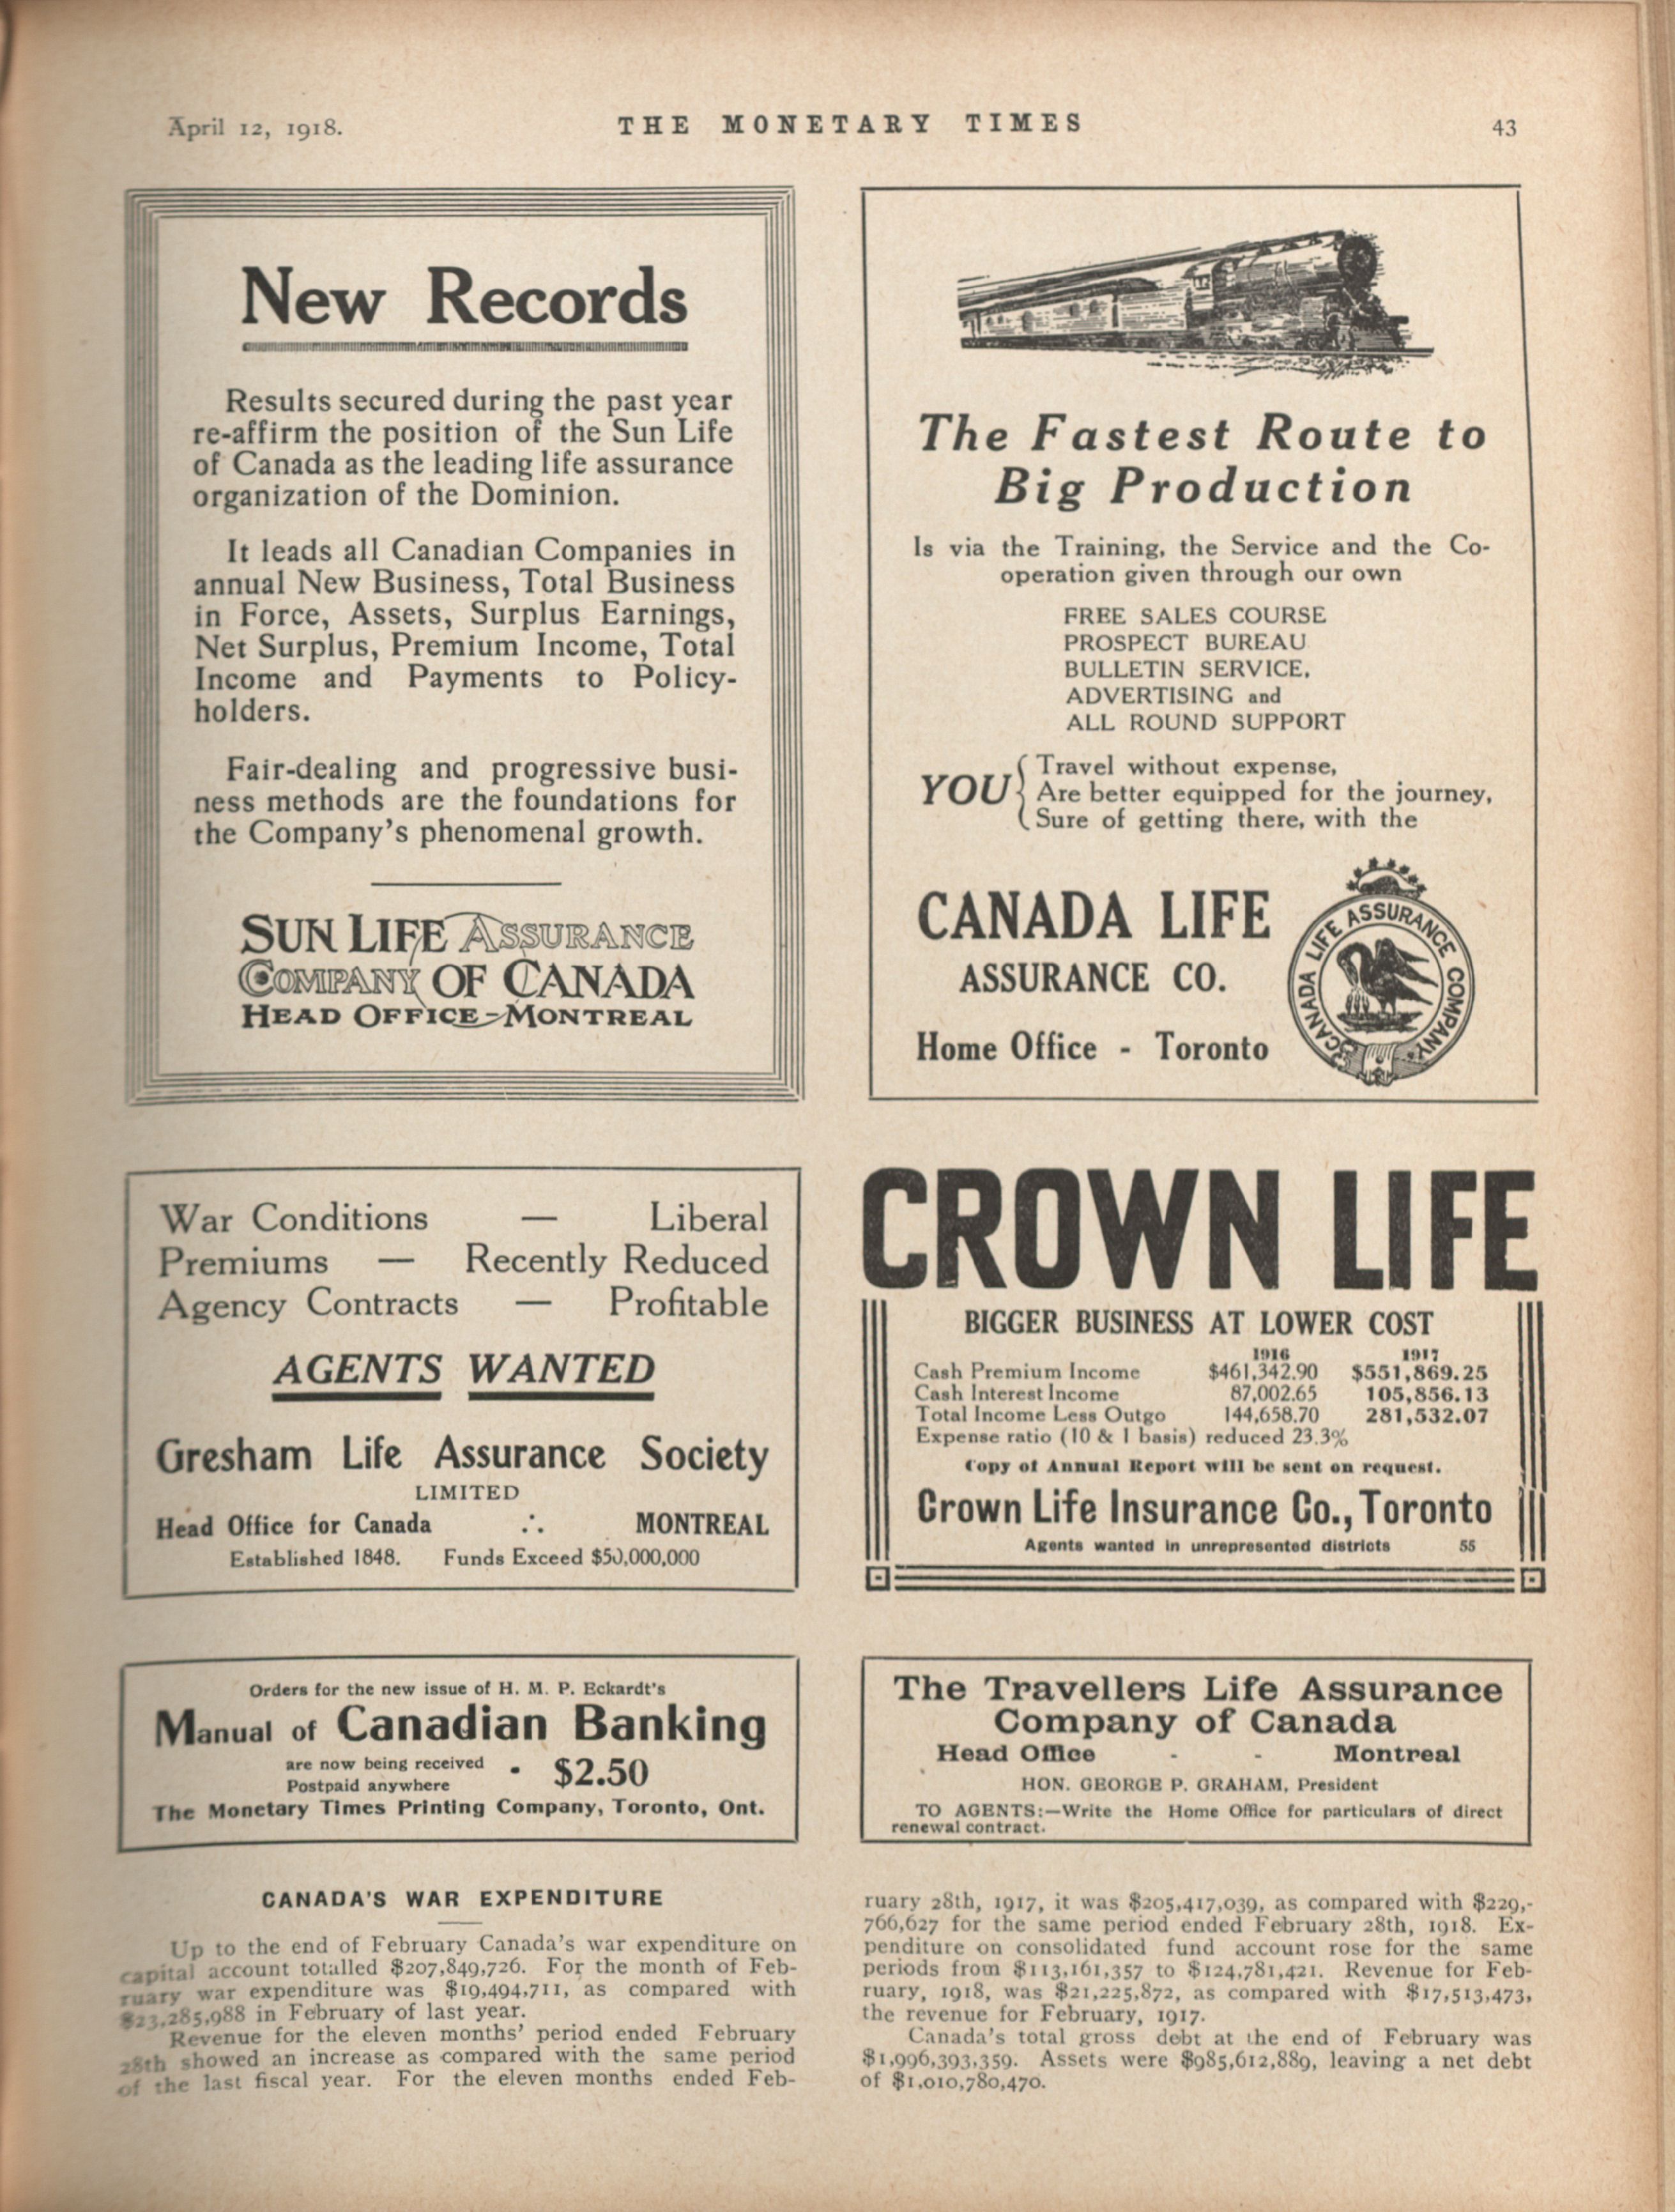 April 12, 1918.
THE MONETARY TIMES
43
New Records
Results secured during the past year
re-affirm the position of the Sun Life
of Canada as the leading life assurance
organization of the Dominion.
It leads all Canadian Companies in
annual New Business, Total Business
in Force, Assets, Surplus Earnings,
Net Surplus, Premium Income, Total
Income and Payments to Policy-
holders.
Fair-dealing and progressive busi-
ness methods are the foundations for
the Company's phenomenal growth.
SUN LIFE ASSURANCE
COMPANY OF CANADA
HEAD OFFICE-MONTREAL
The Fastest Route to
Big Production
Is via the Training, the Service and the Co-
operation given through our own
FREE SALES COURSE
PROSPECT BUREAU
BULLETIN SERVICE,
ADVERTISING and
ALL ROUND SUPPORT
YOU
Travel without expense,
Are better equipped for the journey,
Sure of getting there, with the
CANADA LIFE
ASSURANCE CO.
Home Office - Toronto
CANADA LIFE ASSURANCE COMPANY
War Conditions — Liberal
Premiums — Recently Reduced
Agency Contracts — Profitable
AGENTS WANTED
Gresham Life Assurance Society
LIMITED
Head Office for Canada ∴ MONTREAL
Established 1848. Funds Exceed $50,000,000
CROWN LIFE
BIGGER BUSINESS AT LOWER COST
1916 1917
Cash Premium Income $461,342.90 $551,869.25
Cash Interest Income 87,002.65 105,856.13
Total Income Less Outgo 144,658.70 281,532.07
Expense ratio (10 & 1 basis) reduced 23.3%
Copy of Annual Report will be sent on request.
Crown Life Insurance Co., Toronto
Agents wanted in unrepresented districts 55
Orders for the new issue of H. M. P. Eckardt's
Manual of Canadian Banking
are now being received
Postpaid anywhere - $2.50
The Monetary Times Printing Company, Toronto, Ont.
The Travellers Life Assurance
Company of Canada
Head Office - - Montreal
HON. GEORGE P. GRAHAM, President
TO AGENTS:—Write the Home Office for particulars of direct
renewal contract.
CANADA'S WAR EXPENDITURE
Up to the end of February Canada's war expenditure on
capital account totalled $207,849,726. For the month of Feb-
ruary war expenditure was $19,494,711, as compared with
$23,285,988 in February of last year.
Revenue for the eleven months' period ended February
28th showed an increase as compared with the same period
of the last fiscal year. For the eleven months ended Feb-
ruary 28th, 1917, it was $205,417,039, as compared with $229,-
766,627 for the same period ended February 28th, 1918. Ex-
penditure on consolidated fund account rose for the same
periods from $113,161,357 to $124,781,421. Revenue for Feb-
ruary, 1918, was $21,225,872, as compared with $17,513,473,
the revenue for February, 1917.
Canada's total gross debt at the end of February was
$1,996,393,359. Assets were $985,612,889, leaving a net debt
of $1,010,780,470.